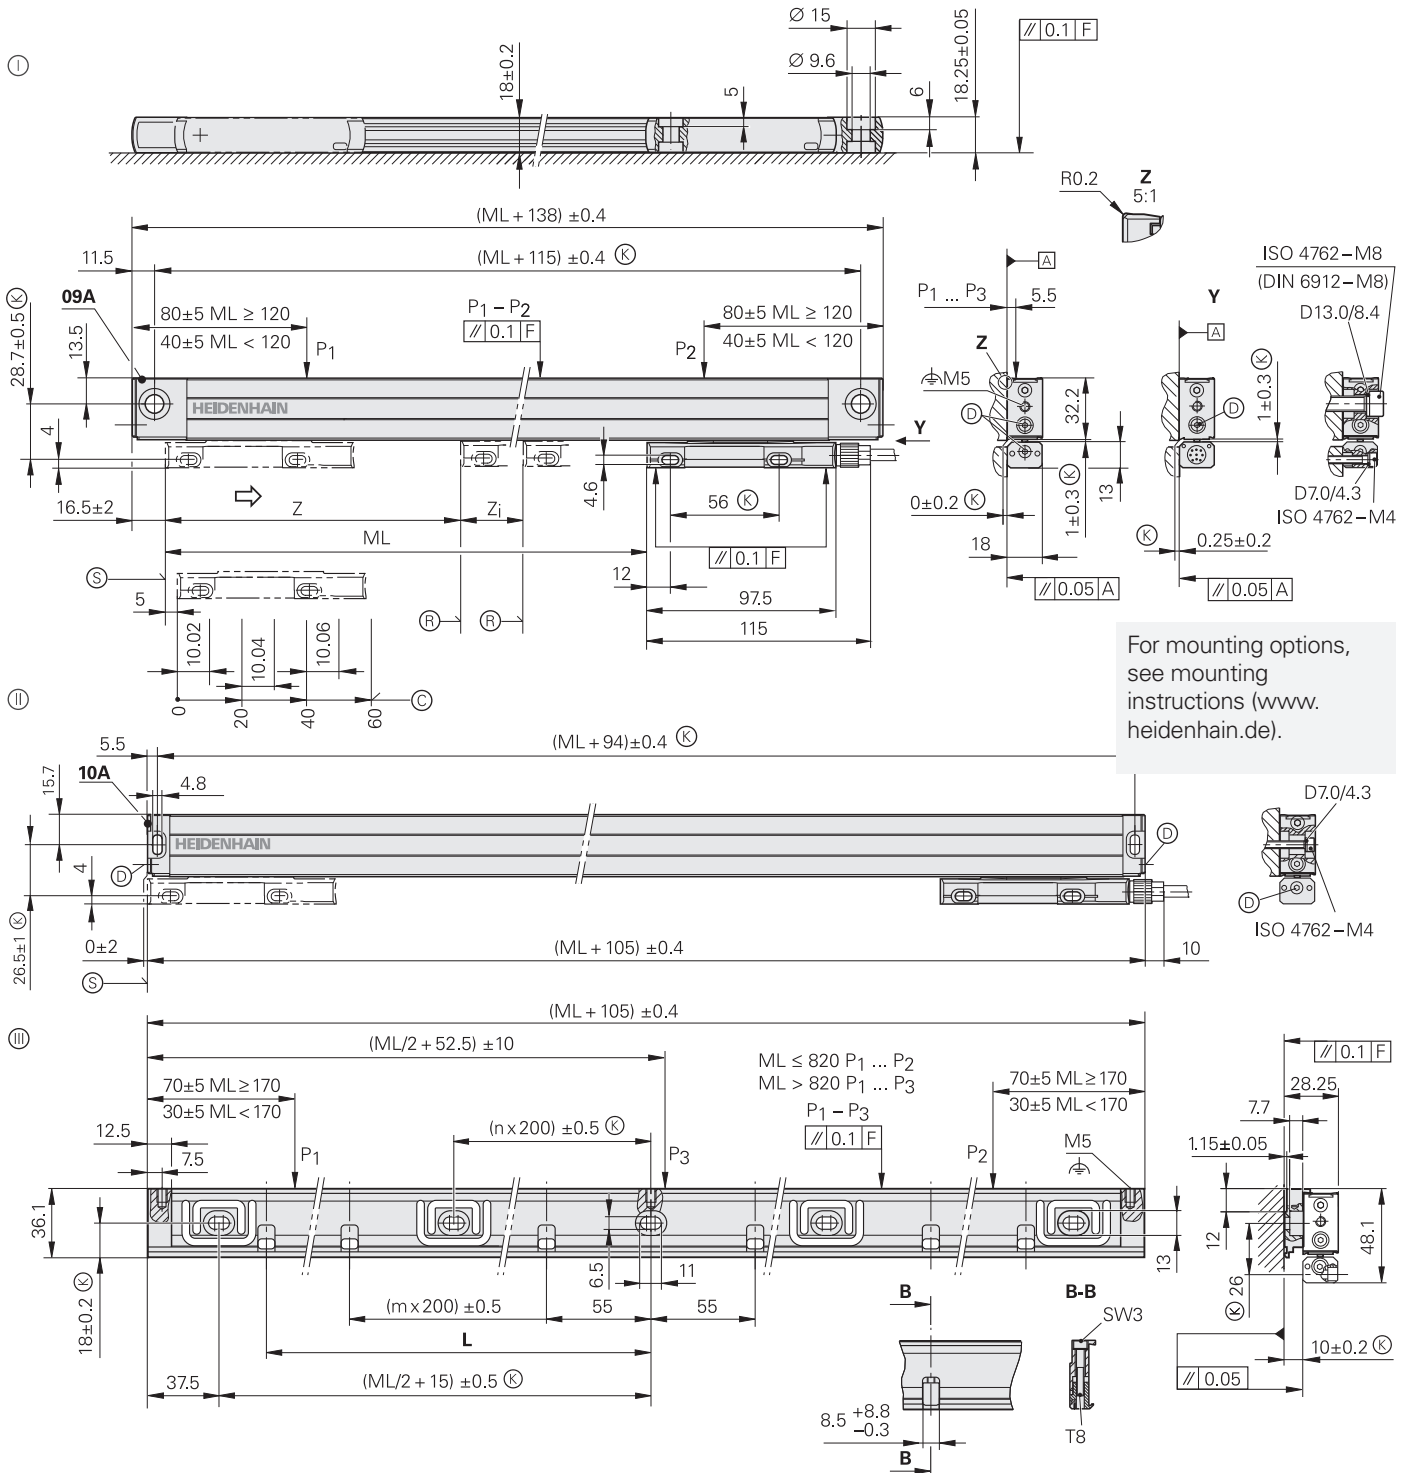 Ⓘ
Ø 15
Ø 9.6
18±0.2
5
6
18.25±0.05
// 0.1 F
R0.2
Z
5:1
(ML + 138) ±0.4
11.5
(ML + 115) ±0.4 Ⓚ
09A
80±5 ML ≥ 120
40±5 ML < 120
P1
P1 – P2
// 0.1 F
80±5 ML ≥ 120
40±5 ML < 120
P2
28.7±0.5 Ⓚ
13.5
4
HEIDENHAIN
Y
A
P1 ... P3
5.5
Z
M5
Ⓓ
32.2
1±0.3 Ⓚ
13
0±0.2 Ⓚ
18
// 0.05 A
A
Y
1±0.3 Ⓚ
Ⓓ
Ⓚ
0.25±0.2
// 0.05 A
ISO 4762–M8
(DIN 6912–M8)
D13.0/8.4
D7.0/4.3
ISO 4762–M4
16.5±2
Z
Zi
4.6
56 Ⓚ
ML
// 0.1 F
12
97.5
115
Ⓢ
5
Ⓡ
Ⓡ
10.02
10.04
10.06
0
20
40
60
Ⓒ
For mounting options,
see mounting
instructions (www.
heidenhain.de).
Ⅱ
5.5
(ML + 94)±0.4 Ⓚ
10A
4.8
15.7
HEIDENHAIN
Ⓓ
Ⓓ
4
26.5±1 Ⓚ
0±2
(ML + 105) ±0.4
10
Ⓢ
D7.0/4.3
Ⓓ
ISO 4762–M4
Ⅲ
(ML + 105) ±0.4
(ML/2 + 52.5) ±10
ML ≤ 820 P1 ... P2
ML > 820 P1 ... P3
70±5 ML ≥ 170
30±5 ML < 170
P1 – P3
// 0.1 F
70±5 ML ≥ 170
30±5 ML < 170
12.5
7.5
P1
(n x 200) ±0.5 Ⓚ
P3
P2
M5
36.1
18±0.2 Ⓚ
6.5
11
13
(m x 200) ±0.5
55
55
L
37.5
(ML/2 + 15) ±0.5 Ⓚ
B
B-B
SW3
8.5 +8.8 –0.3
T8
B
// 0.1 F
28.25
7.7
1.15±0.05
12
Ⓚ 26
48.1
10±0.2 Ⓚ
// 0.05